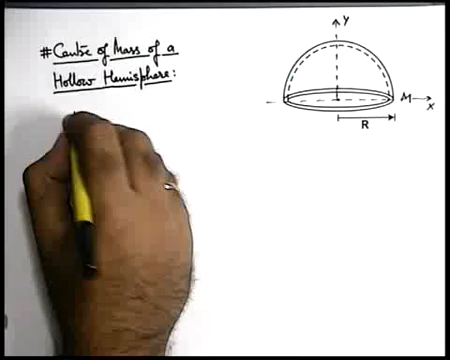 # Centre of Mass of a
Hollow Hemisphere:
Y
M
X
R